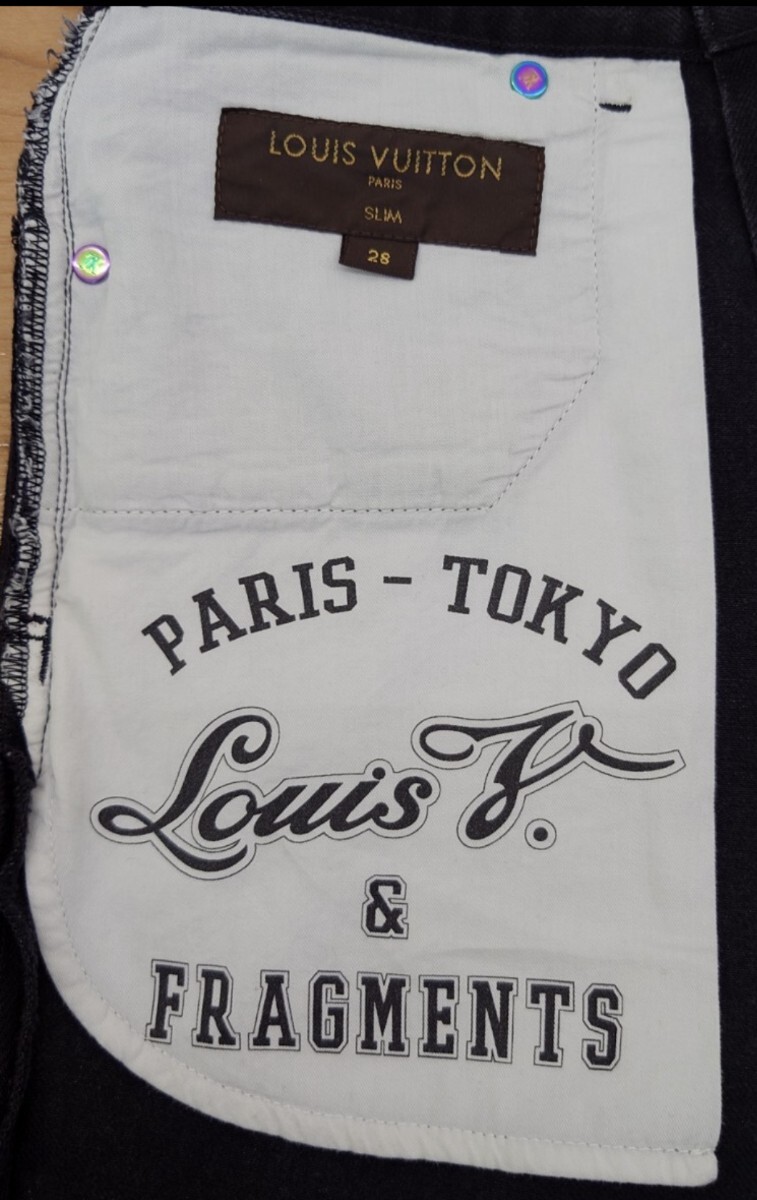 LOUIS VUITTON
PARIS
SLIM
28
PARIS - TOKYO
Louis V.
&
FRAGMENTS